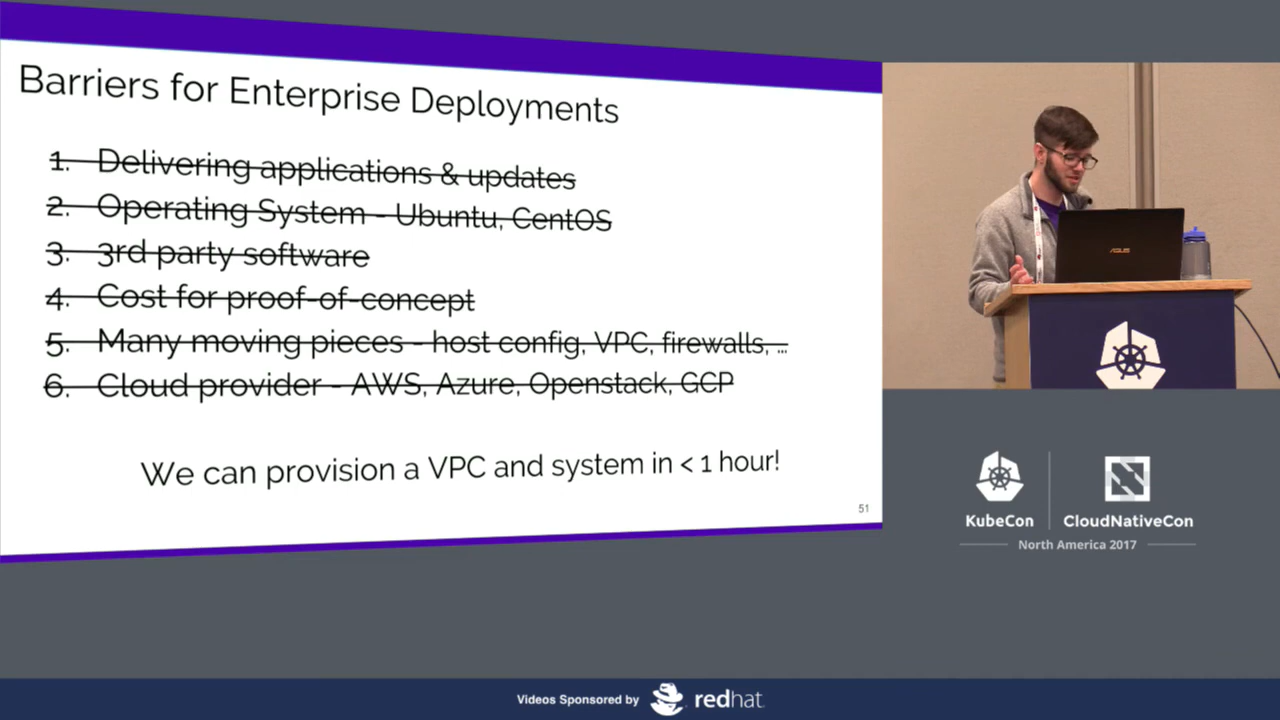 Barriers for Enterprise Deployments
1. Delivering applications & updates
2. Operating System - Ubuntu, CentOS
3. 3rd party software
4. Cost for proof-of-concept
5. Many moving pieces - host config, VPC, firewalls, ...
6. Cloud provider - AWS, Azure, Openstack, GCP
We can provision a VPC and system in < 1 hour!
51
ASUS
KubeCon
CloudNativeCon
North America 2017
Videos Sponsored by redhat